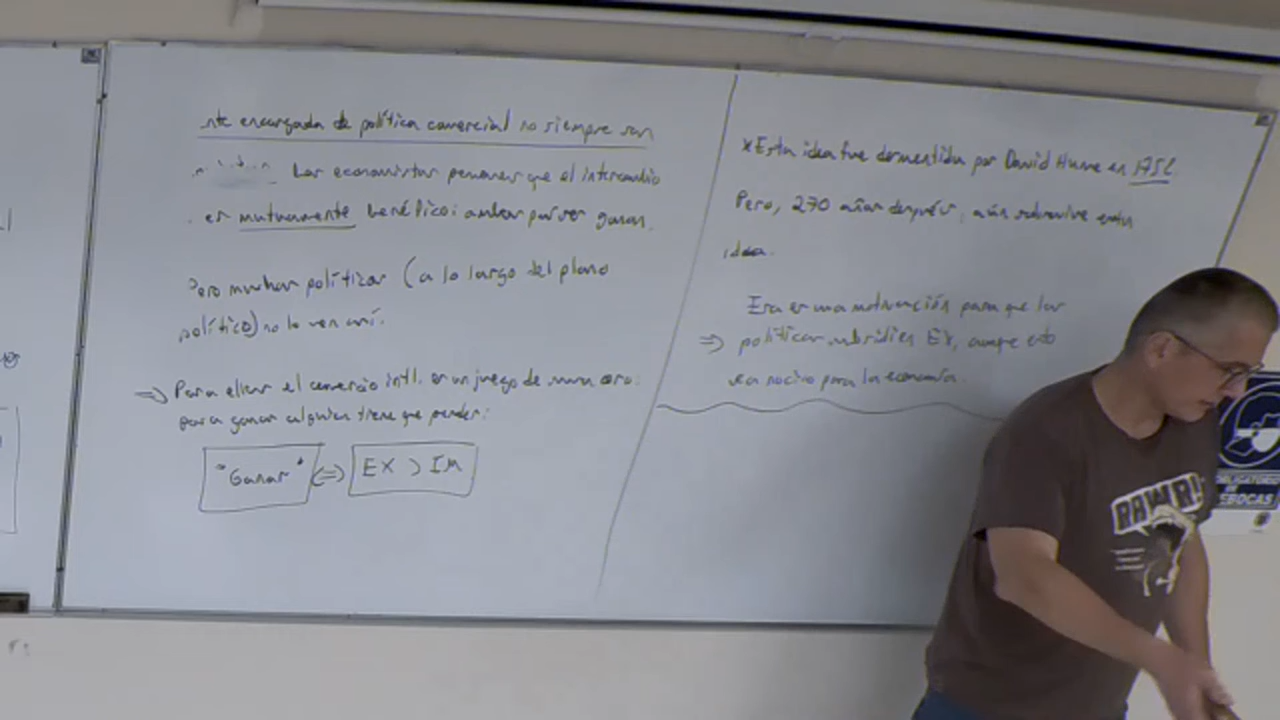 encargada de política comercial no siempre son
Los economistas pensamos que el intercambio
es mutuamente benéfico: ambas partes ganan.
Pero muchos políticos (a lo largo del plano
político) no lo ven así.
⇒ Para ellos el comercio intl. es un juego de suma cero:
para ganar alguien tiene que perder:
"Ganar" ⇔ EX > IM
* Esta idea fue desmentida por David Hume en 1752.
Pero, 270 años después, aún sobrevive esta
idea.
Esa es una motivación para que los
⇒ políticos subsidien EX, aunque esto
sea nocivo para la economía.
RAWR!
OBLIGATORIO
DE